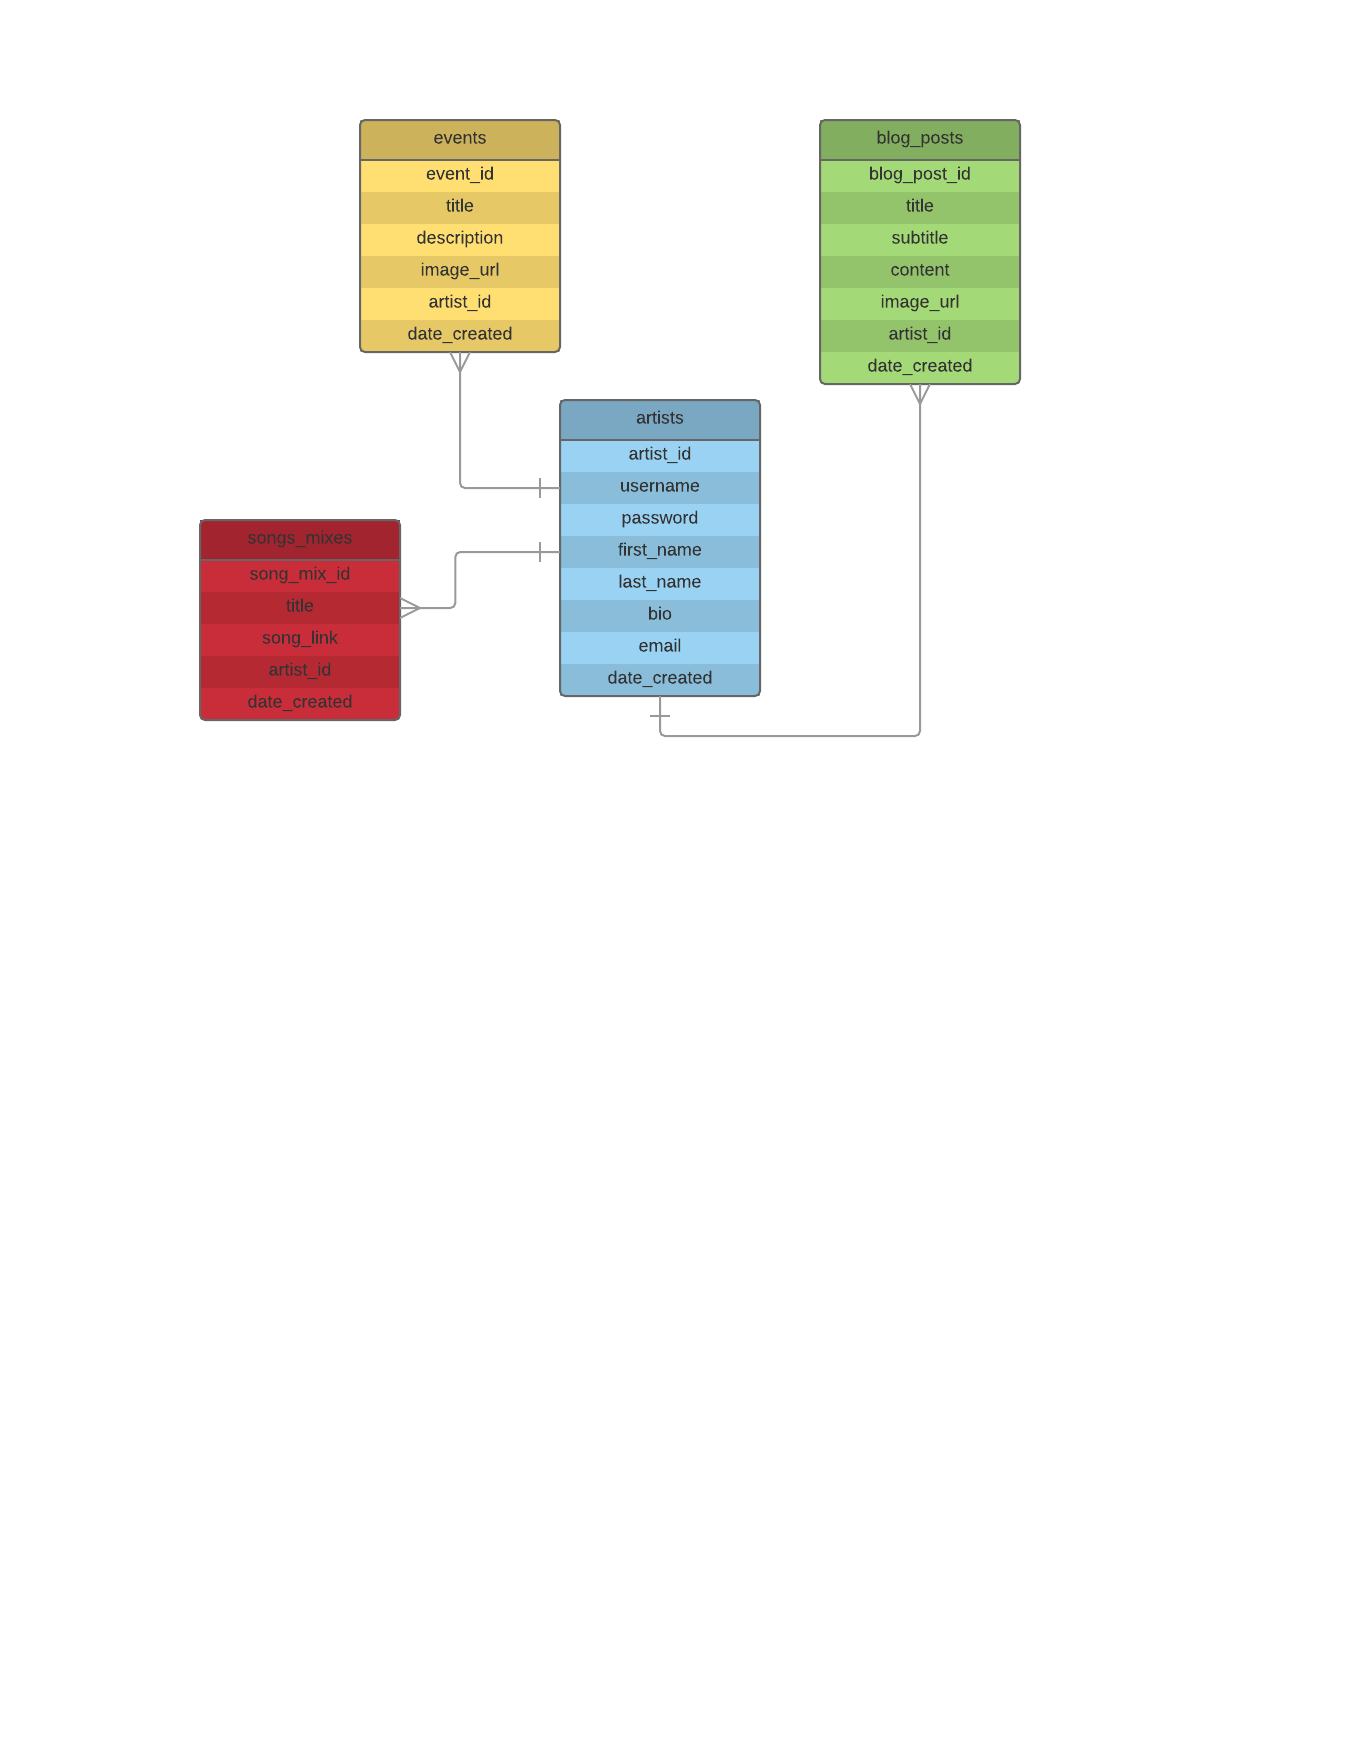 events
event_id
title
description
image_url
artist_id
date_created
blog_posts
blog_post_id
title
subtitle
content
image_url
artist_id
date_created
artists
artist_id
username
password
first_name
last_name
bio
email
date_created
songs_mixes
song_mix_id
title
song_link
artist_id
date_created